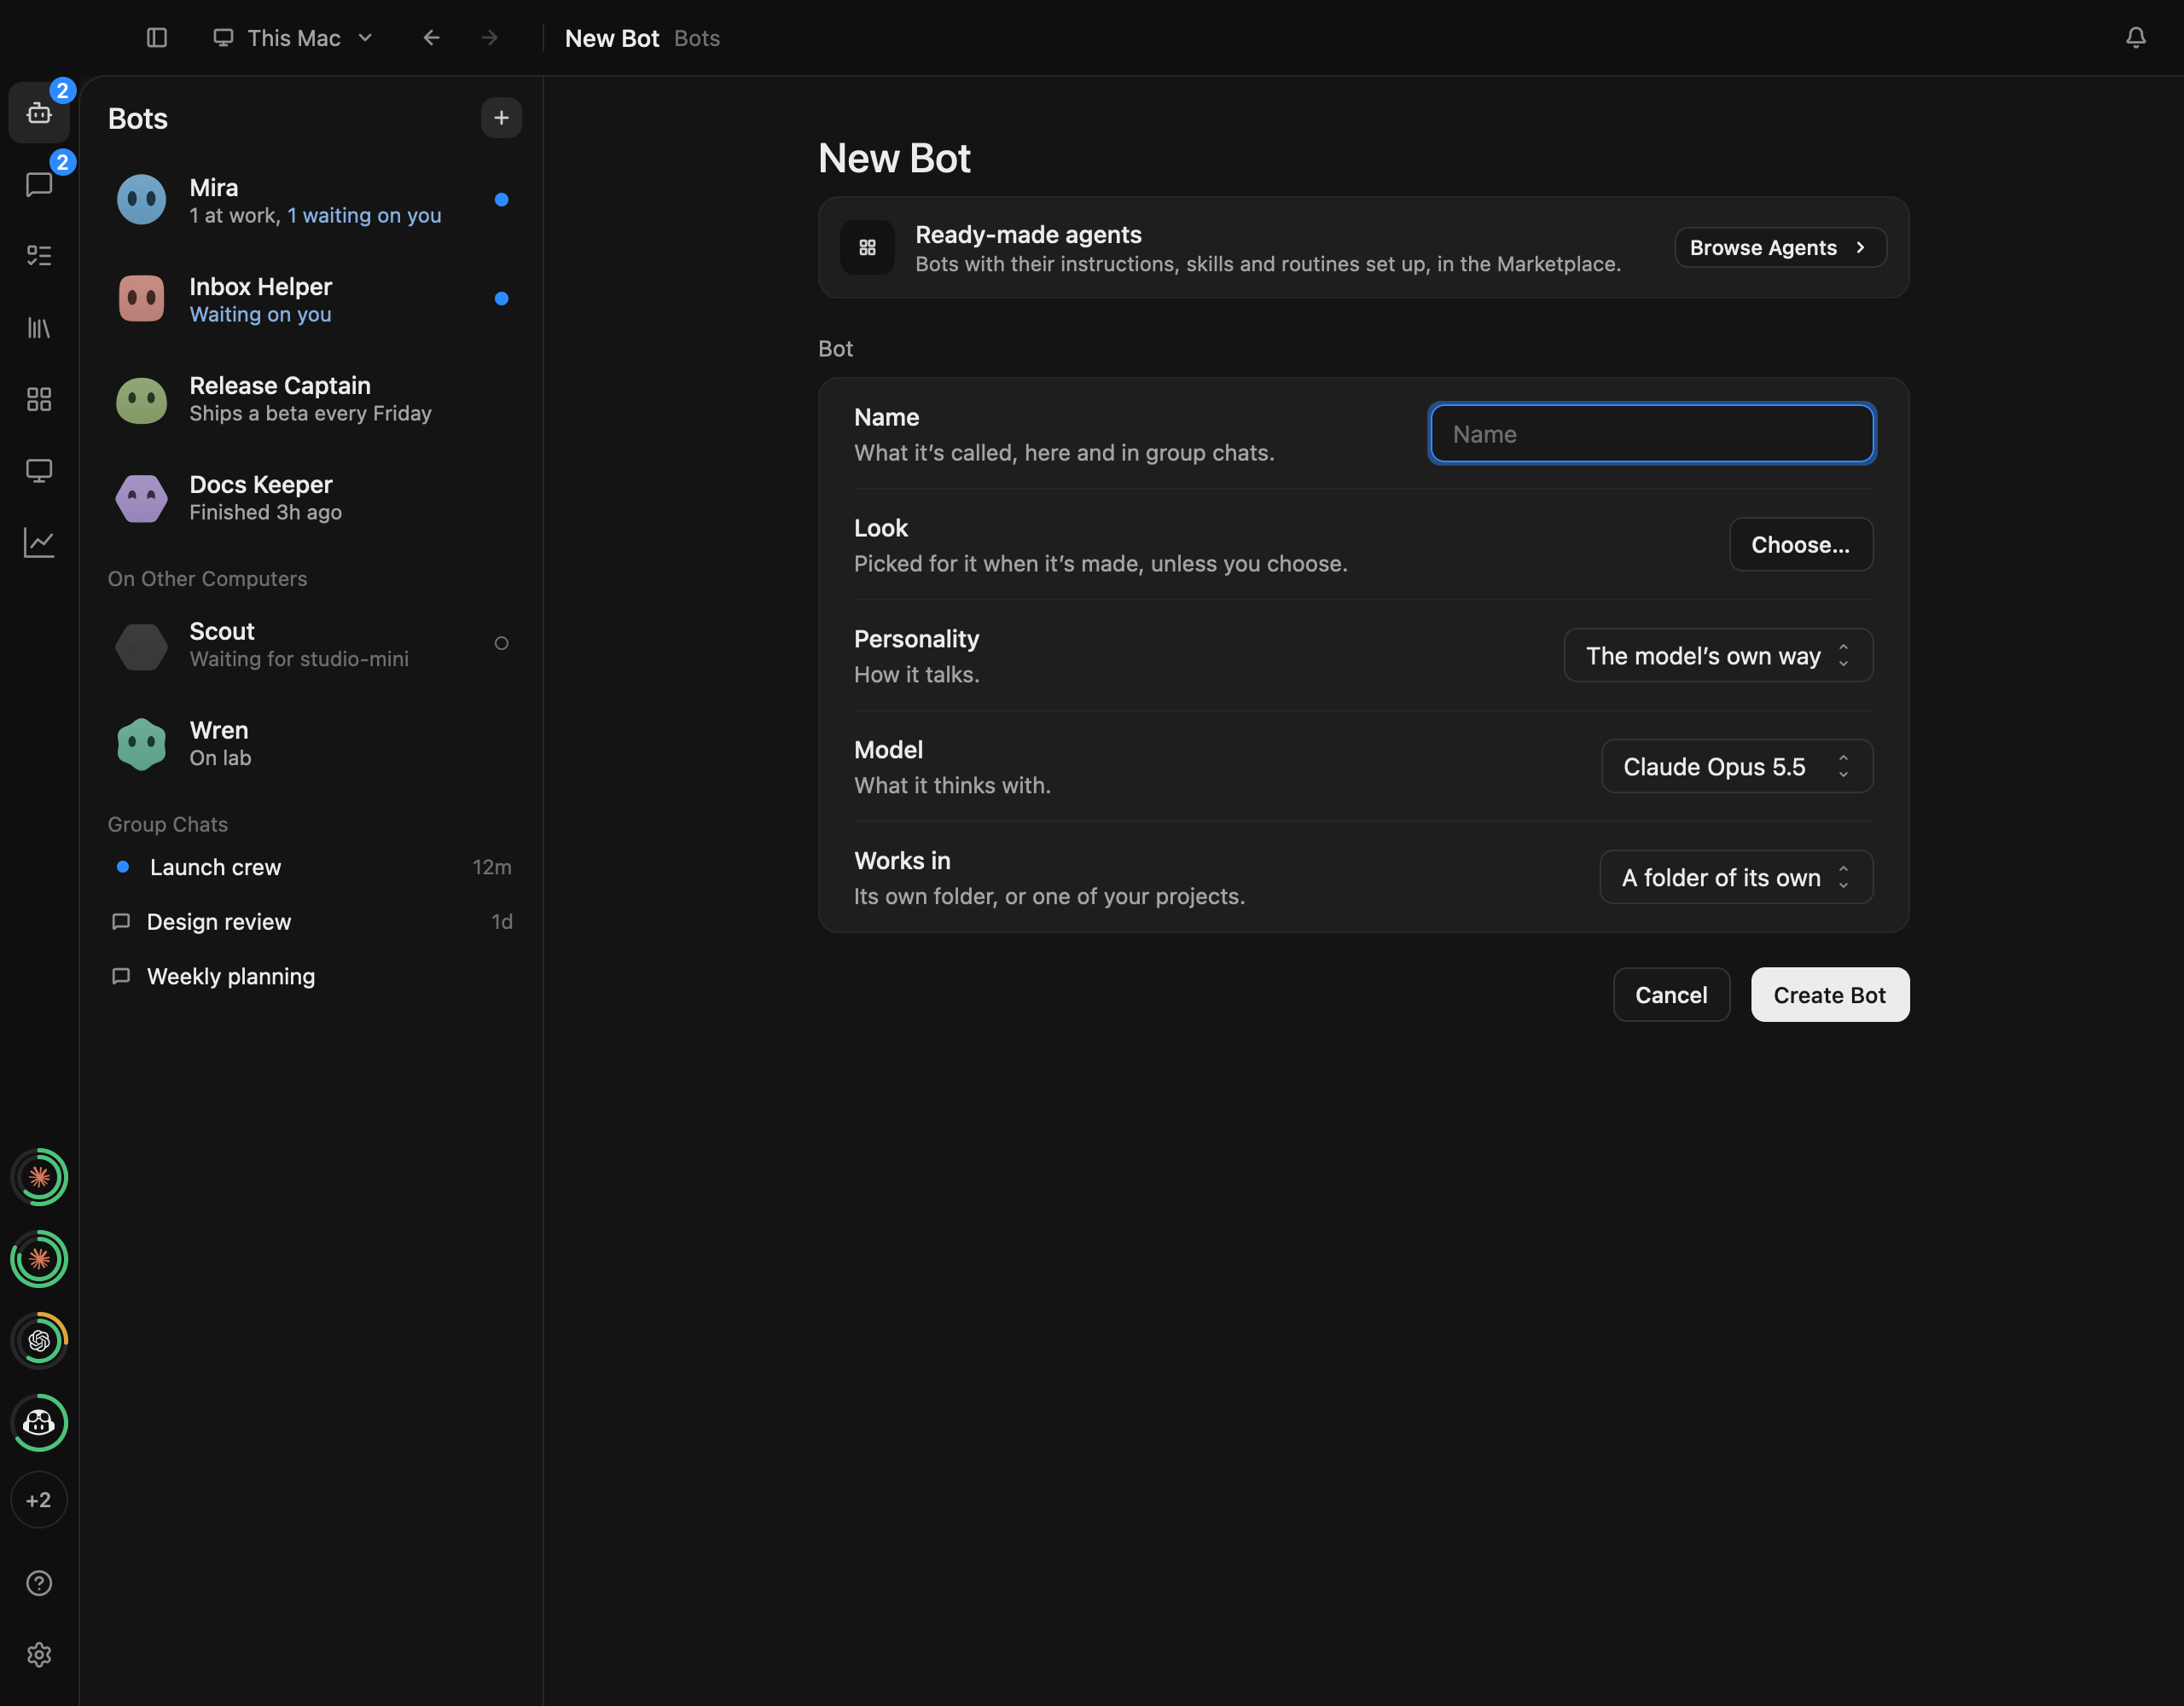 This Mac
New Bot Bots
2
2
Bots
Mira
1 at work, 1 waiting on you
Inbox Helper
Waiting on you
Release Captain
Ships a beta every Friday
Docs Keeper
Finished 3h ago
On Other Computers
Scout
Waiting for studio-mini
Wren
On lab
Group Chats
Launch crew 12m
Design review 1d
Weekly planning
+2
New Bot
Ready-made agents
Bots with their instructions, skills and routines set up, in the Marketplace.
Browse Agents
Bot
Name
What it’s called, here and in group chats.
Name
Look
Picked for it when it’s made, unless you choose.
Choose...
Personality
How it talks.
The model’s own way
Model
What it thinks with.
Claude Opus 5.5
Works in
Its own folder, or one of your projects.
A folder of its own
Cancel
Create Bot